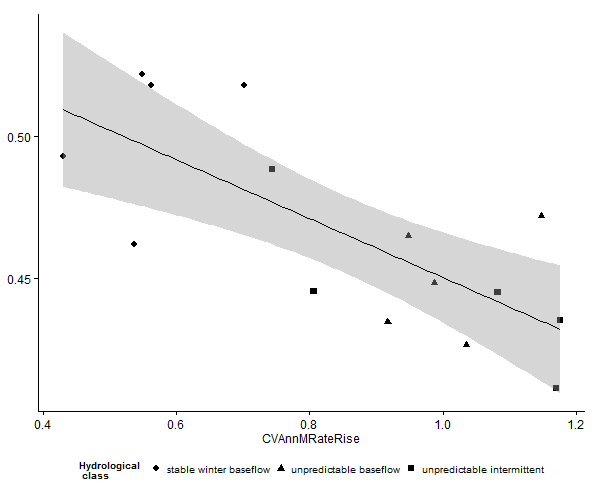 0.50
0.45
0.4 0.6 0.8 1.0 1.2
CVAnnMRateRise
Hydrological
class
stable winter baseflow unpredictable baseflow unpredictable intermittent